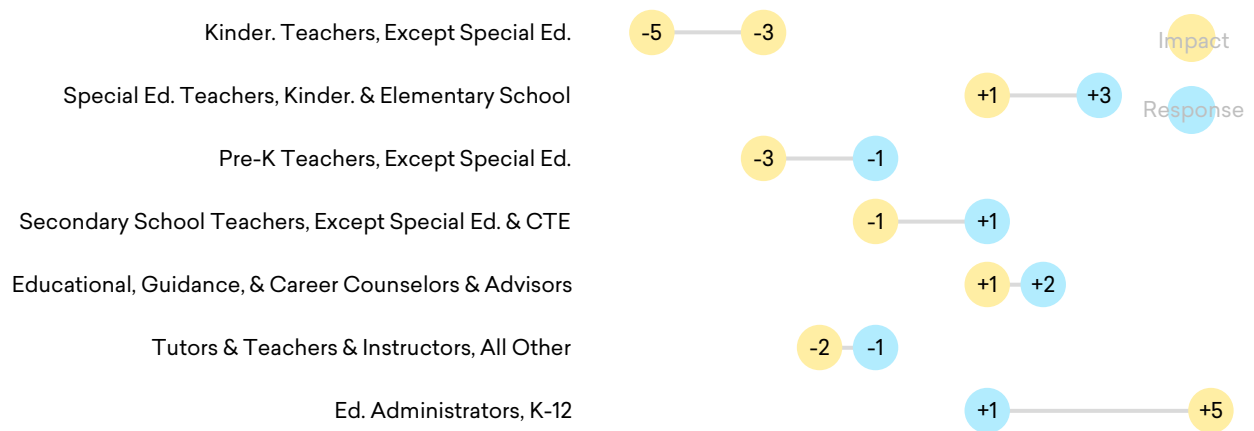 Kinder. Teachers, Except Special Ed. -5 -3
Impact
Special Ed. Teachers, Kinder. & Elementary School +1 +3
Response
Pre-K Teachers, Except Special Ed. -3 -1
Secondary School Teachers, Except Special Ed. & CTE -1 +1
Educational, Guidance, & Career Counselors & Advisors +1 +2
Tutors & Teachers & Instructors, All Other -2 -1
Ed. Administrators, K-12 +1 +5